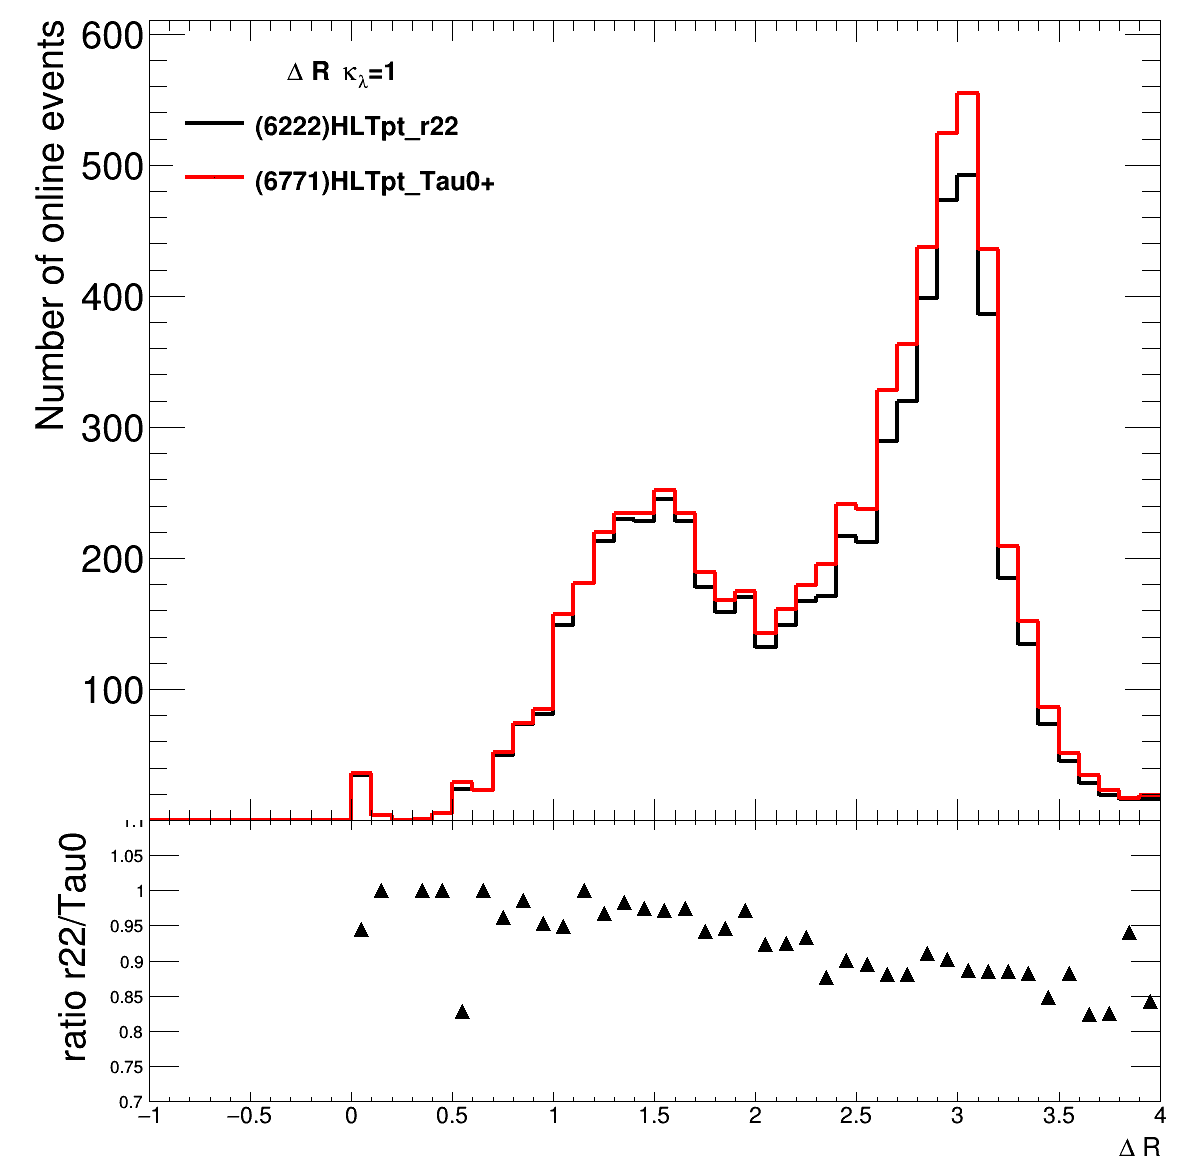 Number of online events
600
500
400
300
200
100
Δ R κλ=1
(6222)HLTpt_r22
(6771)HLTpt_Tau0+
ratio r22/Tau0
1.1
1.05
1
0.95
0.9
0.85
0.8
0.75
0.7
−1 −0.5 0 0.5 1 1.5 2 2.5 3 3.5 4
Δ R